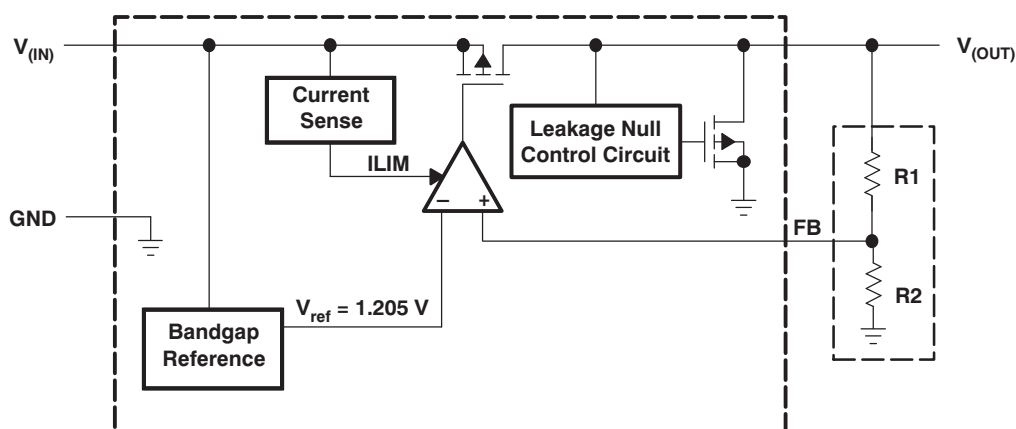 V(IN)
V(OUT)
Current
Sense
Leakage Null
Control Circuit
ILIM
R1
− +
GND
FB
R2
Vref = 1.205 V
Bandgap
Reference